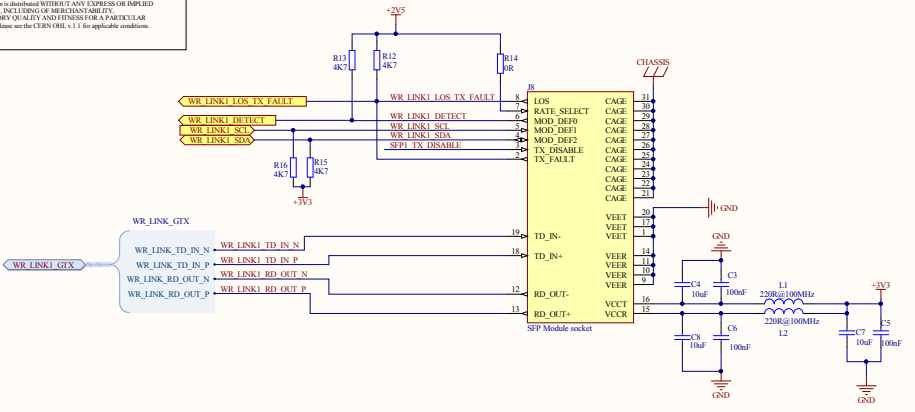 n is distributed WITHOUT ANY EXPRESS OR IMPLIED
, INCLUDING OF MERCHANTABILITY,
ORY QUALITY AND FITNESS FOR A PARTICULAR
lease see the CERN OHL v.1.1 for applicable conditions.
+2V5
R13
4K7
R12
4K7
R14
0R
CHASSIS
J8
WR_LINK1_LOS_TX_FAULT
WR_LINK1_LOS_TX_FAULT
8
LOS
CAGE
31
7
RATE_SELECT
CAGE
30
WR_LINK1_DETECT
WR_LINK1_DETECT
6
MOD_DEF0
CAGE
29
WR_LINK1_SCL
WR_LINK1_SCL
5
MOD_DEF1
CAGE
28
WR_LINK1_SDA
WR_LINK1_SDA
4
MOD_DEF2
CAGE
27
SFP1_TX_DISABLE
3
TX_DISABLE
CAGE
26
2
TX_FAULT
CAGE
25
CAGE
24
CAGE
23
CAGE
22
CAGE
21
R16
4K7
R15
4K7
+3V3
VEET
20
VEET
17
VEET
1
GND
WR_LINK_GTX
WR_LINK1_GTX
WR_LINK_TD_IN_N
WR_LINK1_TD_IN_N
19
TD_IN-
WR_LINK_TD_IN_P
WR_LINK1_TD_IN_P
18
TD_IN+
WR_LINK_RD_OUT_N
WR_LINK1_RD_OUT_N
12
RD_OUT-
WR_LINK_RD_OUT_P
WR_LINK1_RD_OUT_P
13
RD_OUT+
VEER
14
VEER
11
VEER
10
VEER
9
VCCT
16
VCCR
15
SFP Module socket
GND
C4
10uF
C3
100nF
L1
220R@100MHz
+3V3
220R@100MHz
L2
C8
10uF
C6
100nF
C7
10uF
C5
100nF
GND
GND